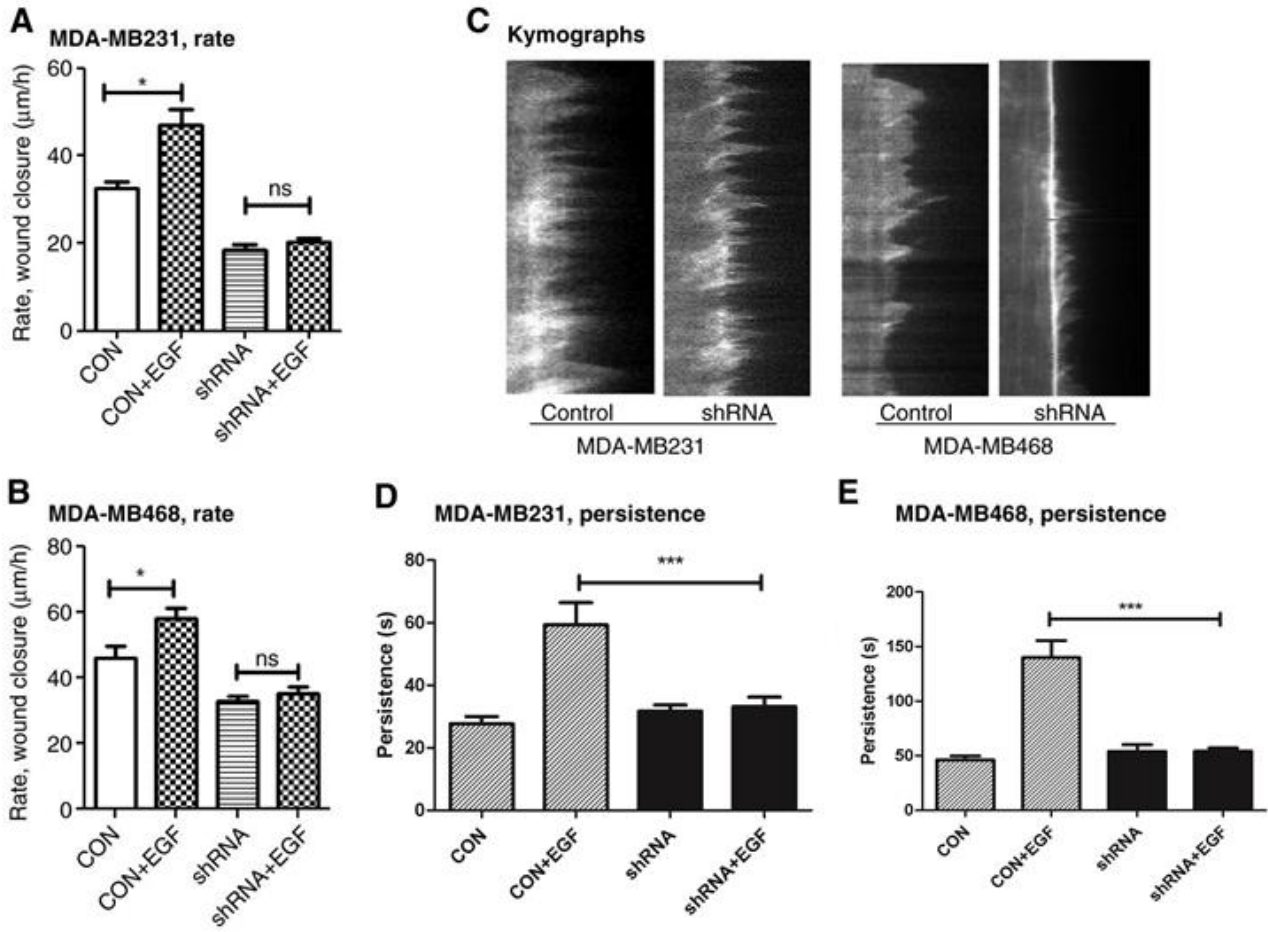 A
MDA-MB231, rate
Rate, wound closure (μm/h)
60
40
20
0
*
ns
CON
CON+EGF
shRNA
shRNA+EGF
C
Kymographs
Control
shRNA
MDA-MB231
Control
shRNA
MDA-MB468
B
MDA-MB468, rate
Rate, wound closure (μm/h)
80
60
40
20
0
*
ns
CON
CON+EGF
shRNA
shRNA+EGF
D
MDA-MB231, persistence
Persistence (s)
80
60
40
20
0
***
CON
CON+EGF
shRNA
shRNA+EGF
E
MDA-MB468, persistence
Persistence (s)
200
150
100
50
0
***
CON
CON+EGF
shRNA
shRNA+EGF